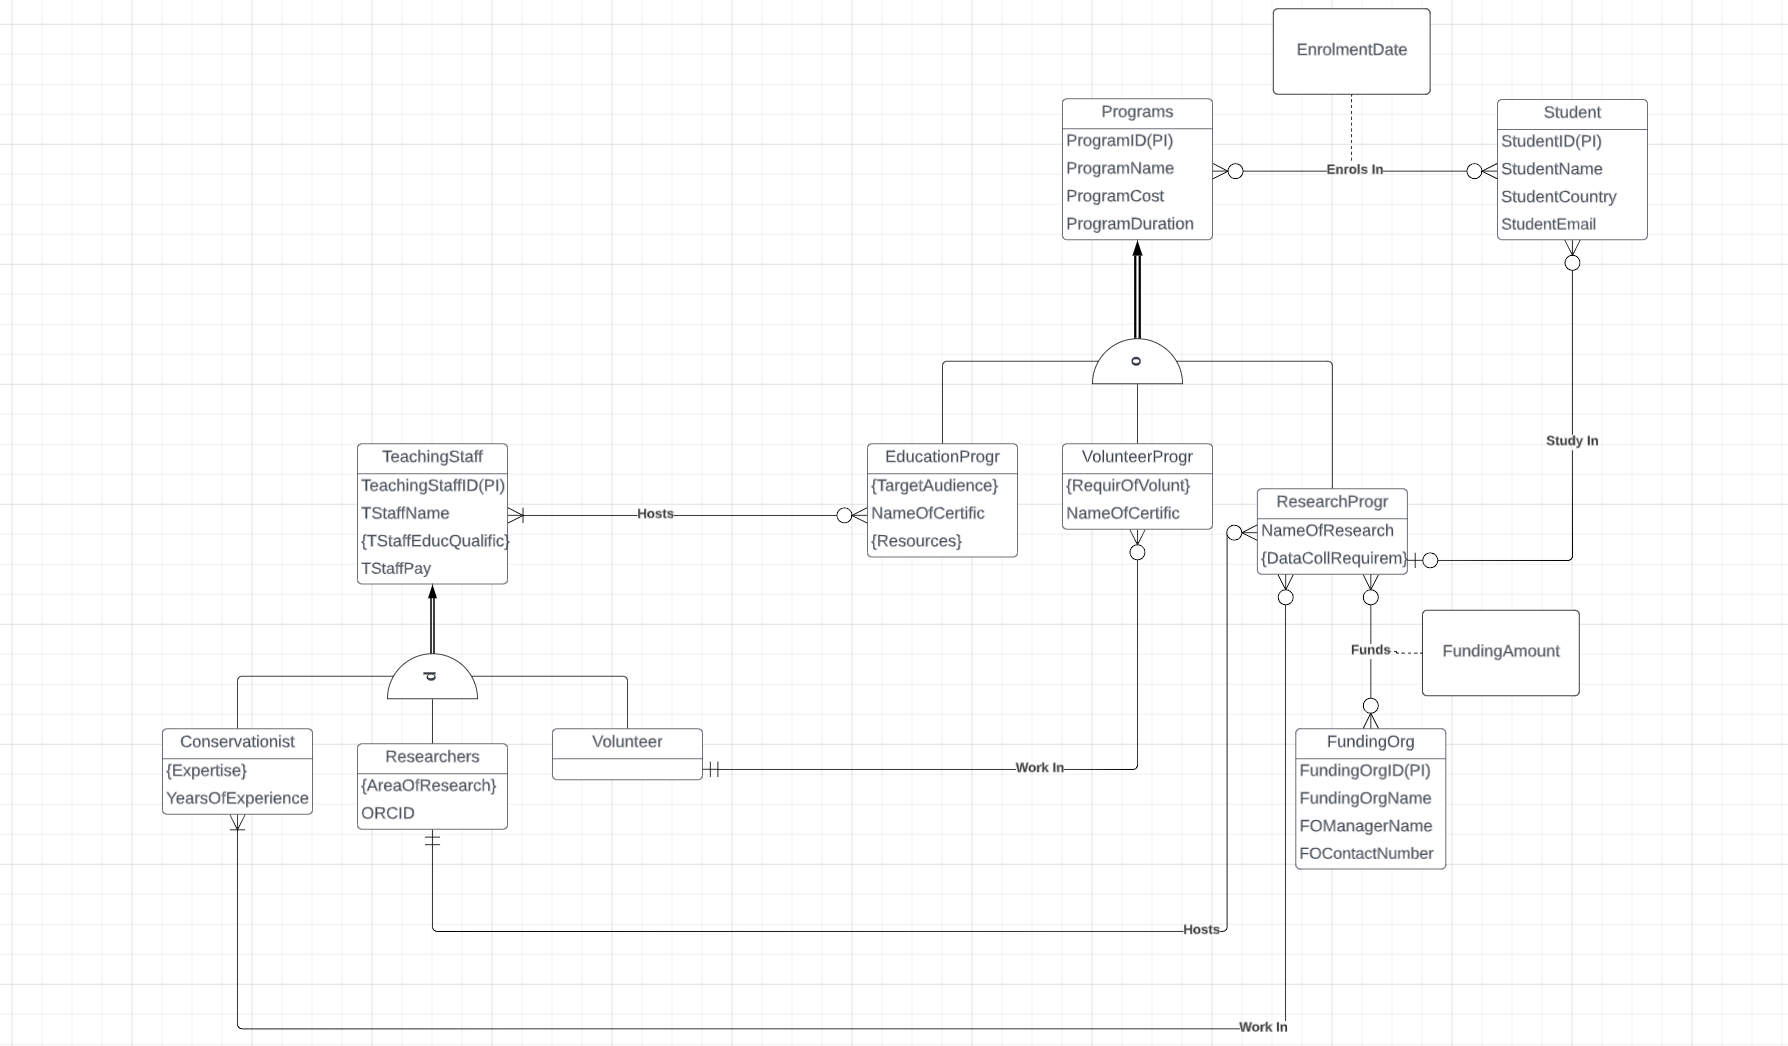 EnrolmentDate
Programs
ProgramID(PI)
ProgramName
ProgramCost
ProgramDuration
Enrols In
Student
StudentID(PI)
StudentName
StudentCountry
StudentEmail
o
Study In
TeachingStaff
TeachingStaffID(PI)
TStaffName
{TStaffEducQualific}
TStaffPay
Hosts
EducationProgr
{TargetAudience}
NameOfCertific
{Resources}
VolunteerProgr
{RequirOfVolunt}
NameOfCertific
ResearchProgr
NameOfResearch
{DataCollRequirem}
Funds
FundingAmount
d
Conservationist
{Expertise}
YearsOfExperience
Researchers
{AreaOfResearch}
ORCID
Volunteer
Work In
FundingOrg
FundingOrgID(PI)
FundingOrgName
FOManagerName
FOContactNumber
Hosts
Work In